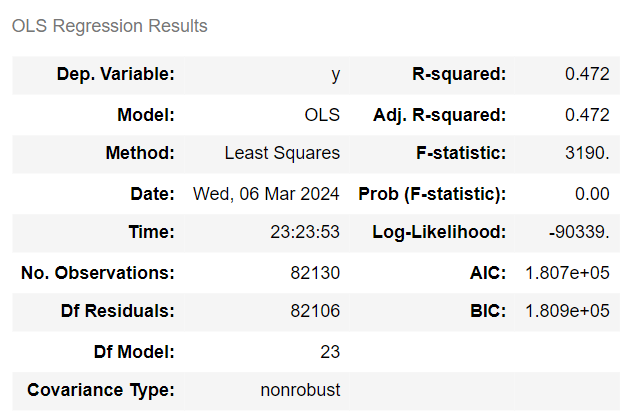 OLS Regression Results
Dep. Variable: y R-squared: 0.472
Model: OLS Adj. R-squared: 0.472
Method: Least Squares F-statistic: 3190.
Date: Wed, 06 Mar 2024 Prob (F-statistic): 0.00
Time: 23:23:53 Log-Likelihood: -90339.
No. Observations: 82130 AIC: 1.807e+05
Df Residuals: 82106 BIC: 1.809e+05
Df Model: 23
Covariance Type: nonrobust